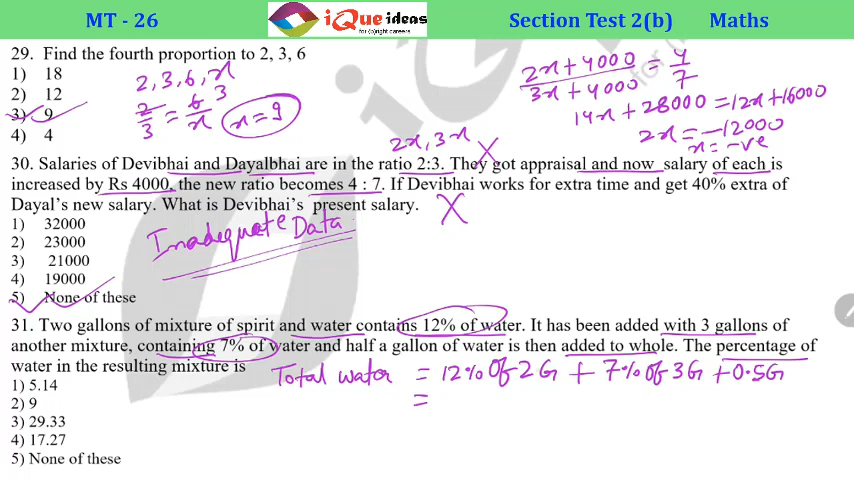 MT - 26
iQue ideas
for (b)right careers
Section Test 2(b) Maths
29. Find the fourth proportion to 2, 3, 6
1) 18
2) 12
3) 9
4) 4
2, 3, 6, x
2/3 = 6/x 3
x = 9
2x + 4000 / 3x + 4000 = 4/7
14x + 28000 = 12x + 16000
2x = -12000
x = -ve
2x, 3x
30. Salaries of Devibhai and Dayalbhai are in the ratio 2:3. They got appraisal and now salary of each is
increased by Rs 4000, the new ratio becomes 4 : 7. If Devibhai works for extra time and get 40% extra of
Dayal's new salary. What is Devibhai's present salary.
1) 32000
2) 23000
3) 21000
4) 19000
5) None of these
Inadequate Data
31. Two gallons of mixture of spirit and water contains 12% of water. It has been added with 3 gallons of
another mixture, containing 7% of water and half a gallon of water is then added to whole. The percentage of
water in the resulting mixture is
Total water = 12% of 2G + 7% of 3G + 0.5G
=
1) 5.14
2) 9
3) 29.33
4) 17.27
5) None of these